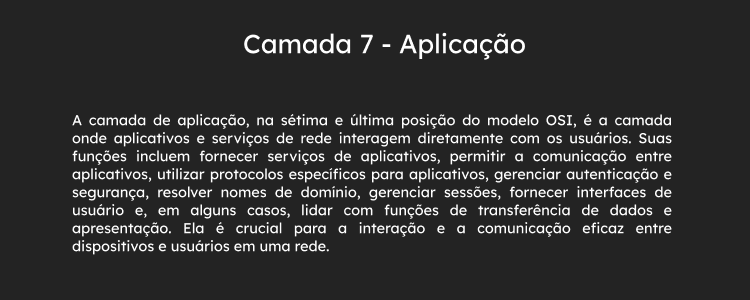 Camada 7 - Aplicação
A camada de aplicação, na sétima e última posição do modelo OSI, é a camada
onde aplicativos e serviços de rede interagem diretamente com os usuários. Suas
funções incluem fornecer serviços de aplicativos, permitir a comunicação entre
aplicativos, utilizar protocolos específicos para aplicativos, gerenciar autenticação e
segurança, resolver nomes de domínio, gerenciar sessões, fornecer interfaces de
usuário e, em alguns casos, lidar com funções de transferência de dados e
apresentação. Ela é crucial para a interação e a comunicação eficaz entre
dispositivos e usuários em uma rede.